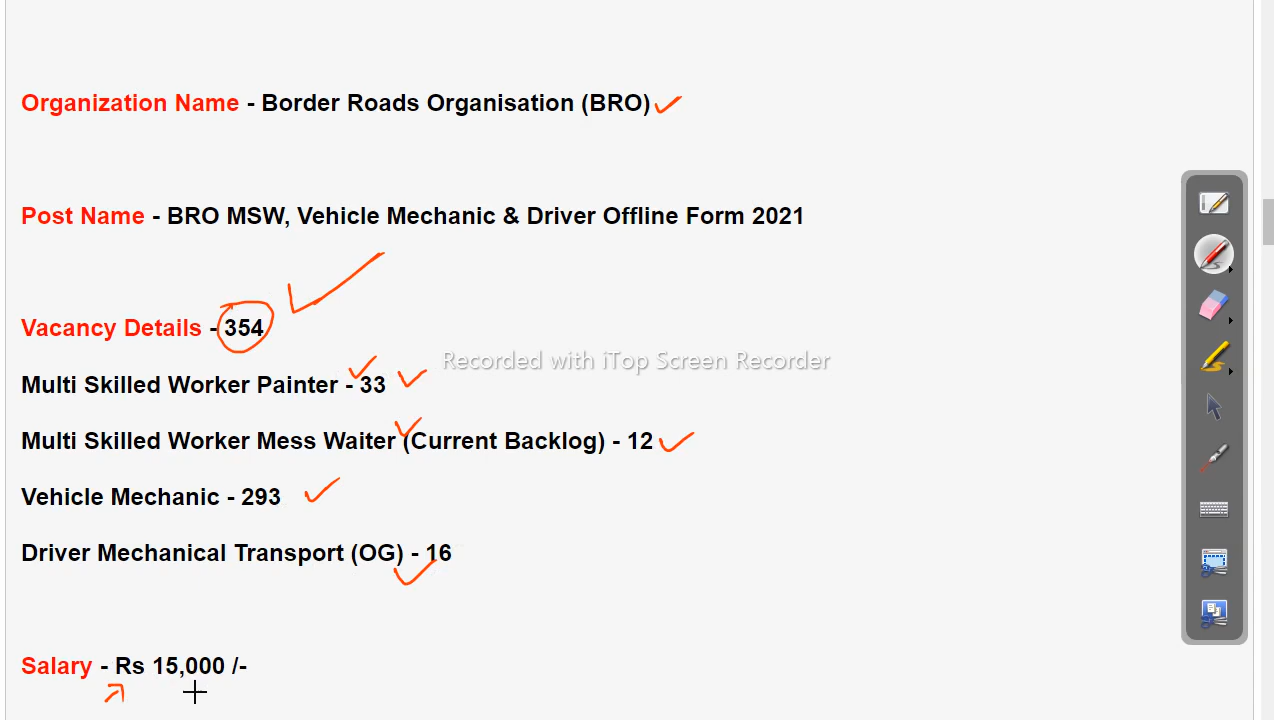 Organization Name - Border Roads Organisation (BRO)
Post Name - BRO MSW, Vehicle Mechanic & Driver Offline Form 2021
Vacancy Details - 354
Recorded with iTop Screen Recorder
Multi Skilled Worker Painter - 33
Multi Skilled Worker Mess Waiter (Current Backlog) - 12
Vehicle Mechanic - 293
Driver Mechanical Transport (OG) - 16
Salary - Rs 15,000 /-